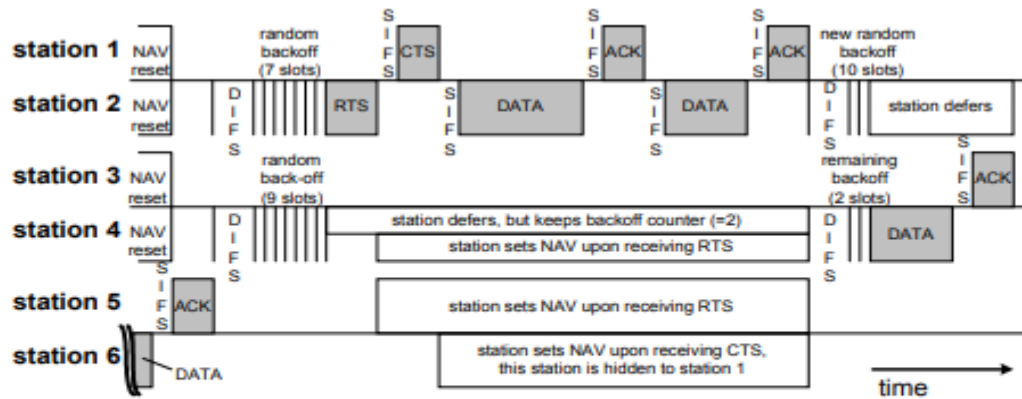 S
I
F
S
CTS
S
I
F
S
ACK
S
I
F
S
ACK
station 1
NAV
reset
random
backoff
(7 slots)
new random
backoff
(10 slots)
station 2
NAV
reset
D
I
F
S
RTS
S
I
F
S
DATA
S
I
F
S
DATA
D
I
F
S
station defers
station 3
NAV
reset
random
back-off
(9 slots)
remaining
backoff
(2 slots)
S
I
F
S
ACK
station 4
NAV
reset
D
I
F
S
station defers, but keeps backoff counter (=2)
station sets NAV upon receiving RTS
D
I
F
S
DATA
station 5
S
I
F
S
ACK
station sets NAV upon receiving RTS
station 6
DATA
station sets NAV upon receiving CTS,
this station is hidden to station 1
time